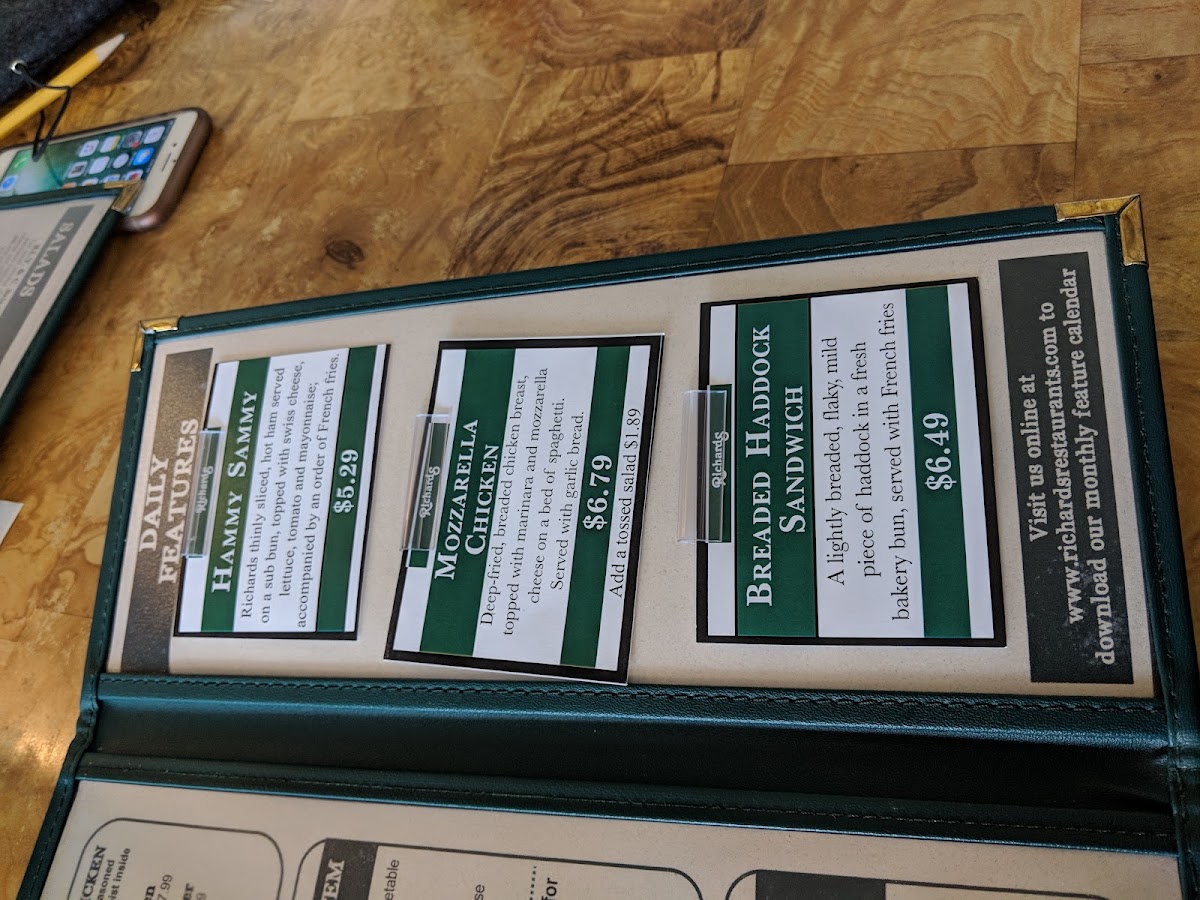 DAILY
FEATURES
Richards
HAMMY SAMMY
Richards thinly sliced, hot ham served
on a sub bun, topped with swiss cheese,
lettuce, tomato and mayonnaise;
accompanied by an order of French fries.
$5.29
Richards
MOZZARELLA
CHICKEN
Deep-fried, breaded chicken breast,
topped with marinara and mozzarella
cheese on a bed of spaghetti.
Served with garlic bread.
$6.79
Add a tossed salad $1.89
Richards
BREADED HADDOCK
SANDWICH
A lightly breaded, flaky, mild
piece of haddock in a fresh
bakery bun, served with French fries
$6.49
Visit us online at
www.richardsrestaurants.com to
download our monthly feature calendar
SALADS
for